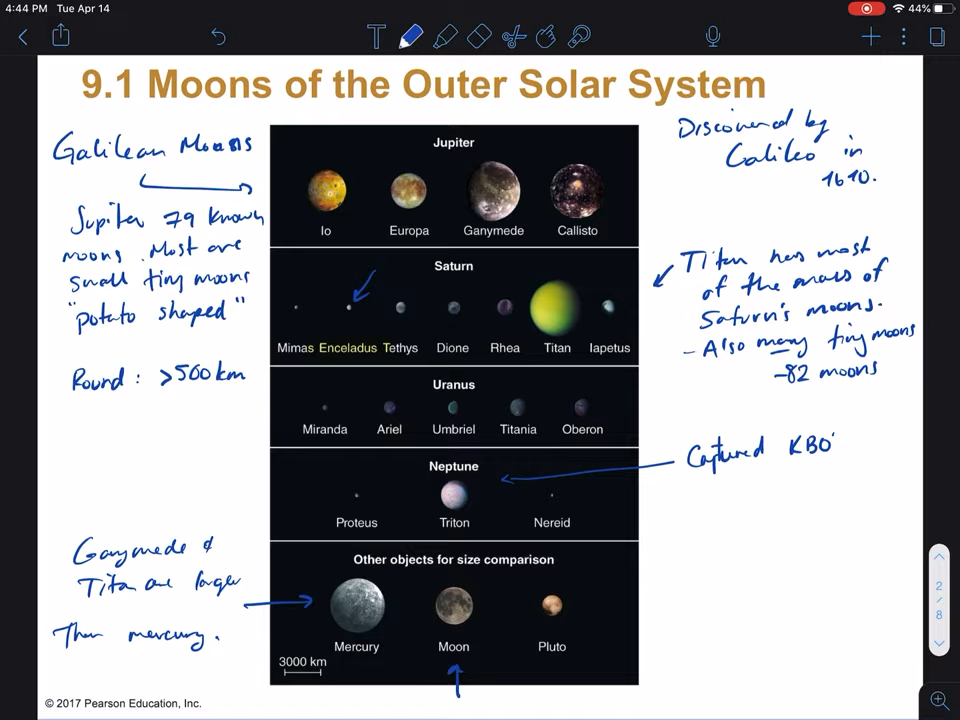 4:44 PM Tue Apr 14
44%
9.1 Moons of the Outer Solar System
Galilean Moons
Jupiter 79 known
moons. Most are
small tiny moons
"potato shaped"
Round: >500km
Ganymede &
Titan are larger
Than mercury.
Jupiter
Io Europa Ganymede Callisto
Saturn
Mimas Enceladus Tethys Dione Rhea Titan Iapetus
Uranus
Miranda Ariel Umbriel Titania Oberon
Neptune
Proteus Triton Nereid
Other objects for size comparison
Mercury Moon Pluto
3000 km
Discovered by
Galileo in
1610.
Titan has most
of the mass of
Saturn's moons.
- Also many tiny moons
-82 moons
Captured KBO
2
/
8
© 2017 Pearson Education, Inc.